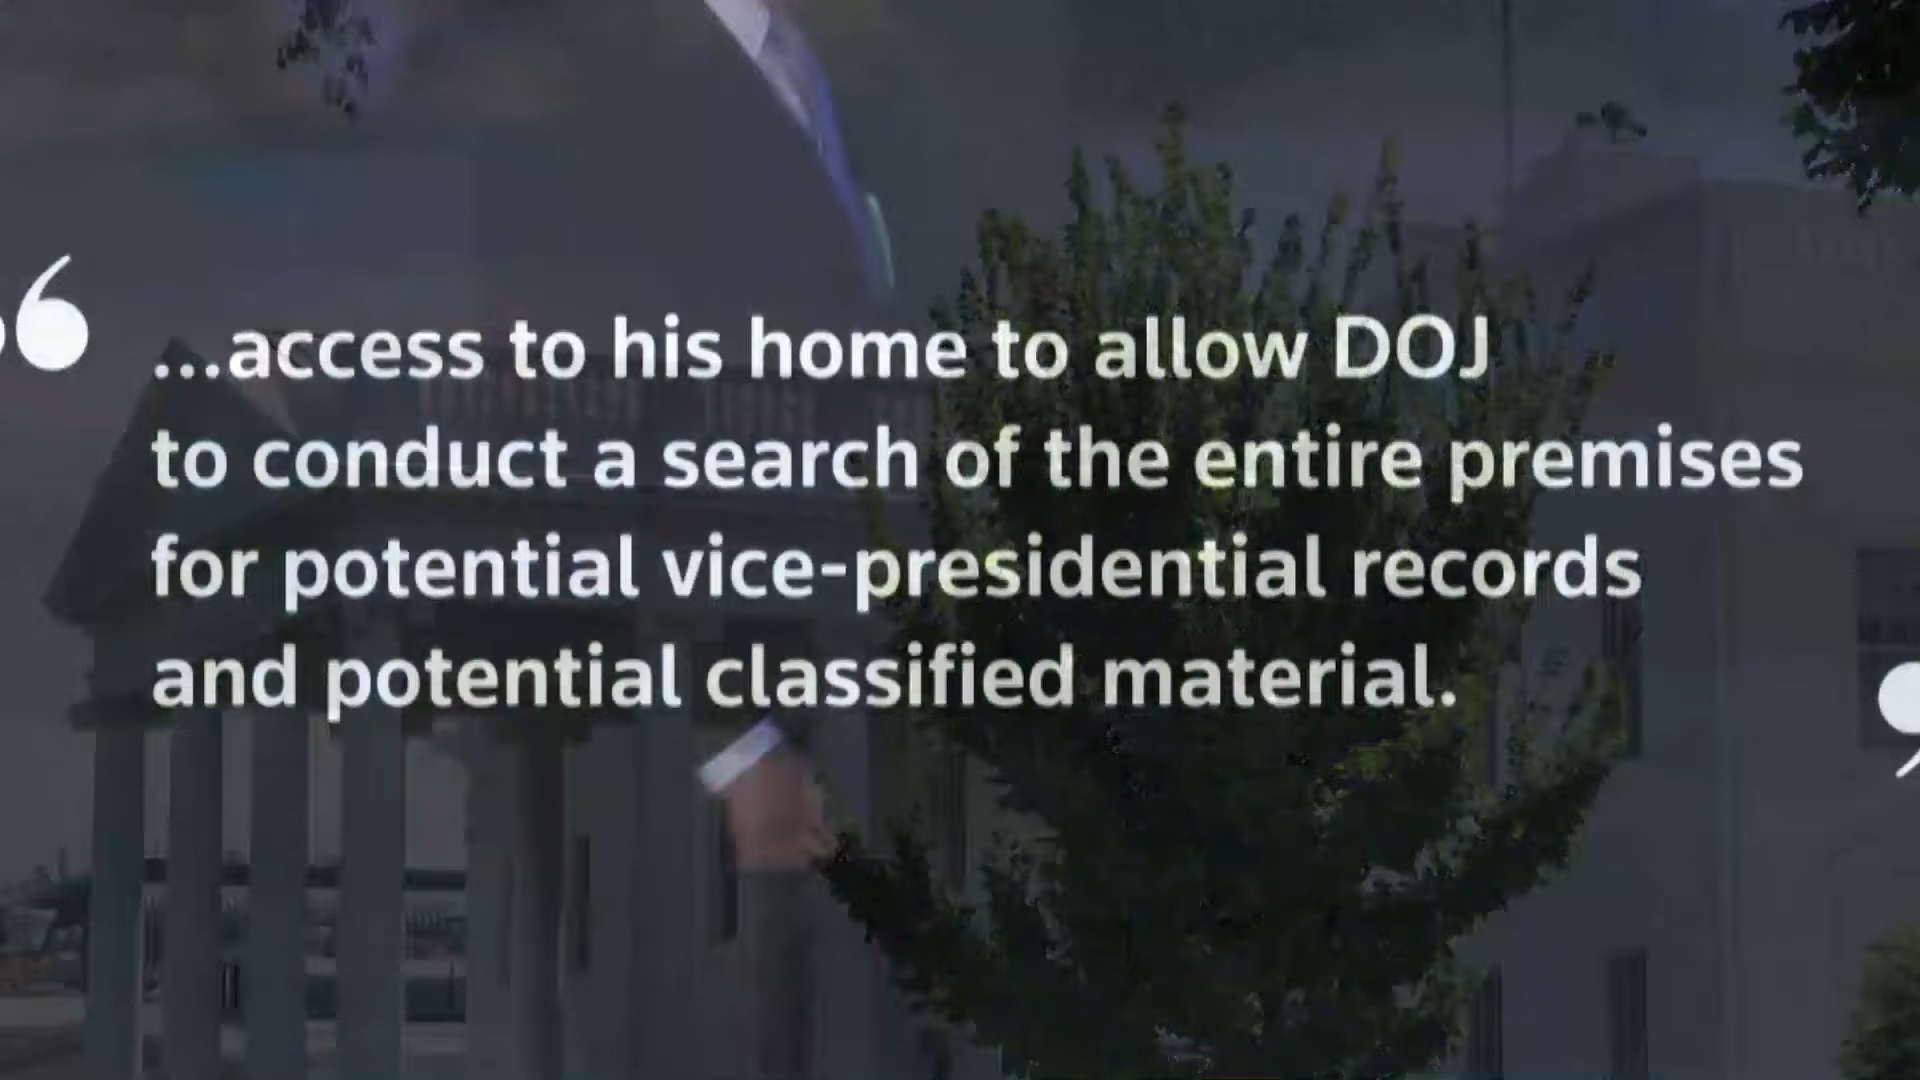 “
...access to his home to allow DOJ
to conduct a search of the entire premises
for potential vice-presidential records
and potential classified material.
”